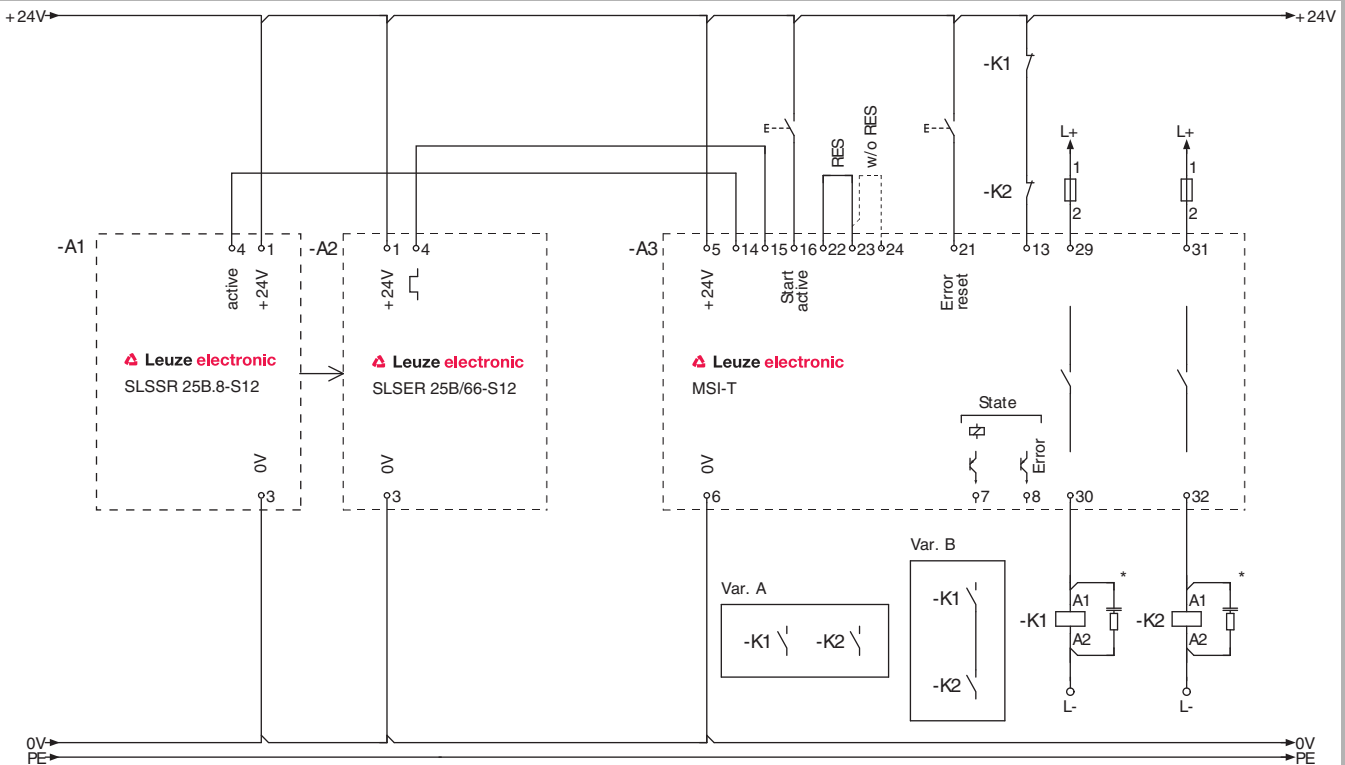 +24V +24V
-K1
E E
RES w/o RES
L+ L+
1 1
-K2
2 2
-A1 4 1 -A2 1 4 -A3 5 14 15 16 22 23 24 21 13 29 31
active +24V +24V +24V Start active Error reset
Leuze electronic
SLSSR 25B.8-S12
Leuze electronic
SLSER 25B/66-S12
Leuze electronic
MSI-T
State
Error
0V 0V 0V
3 3 6 7 8 30 32
Var. A
-K1 -K2
Var. B
-K1
-K2
* *
-K1 A1 -K2 A1
A2 A2
L- L-
0V 0V
PE PE